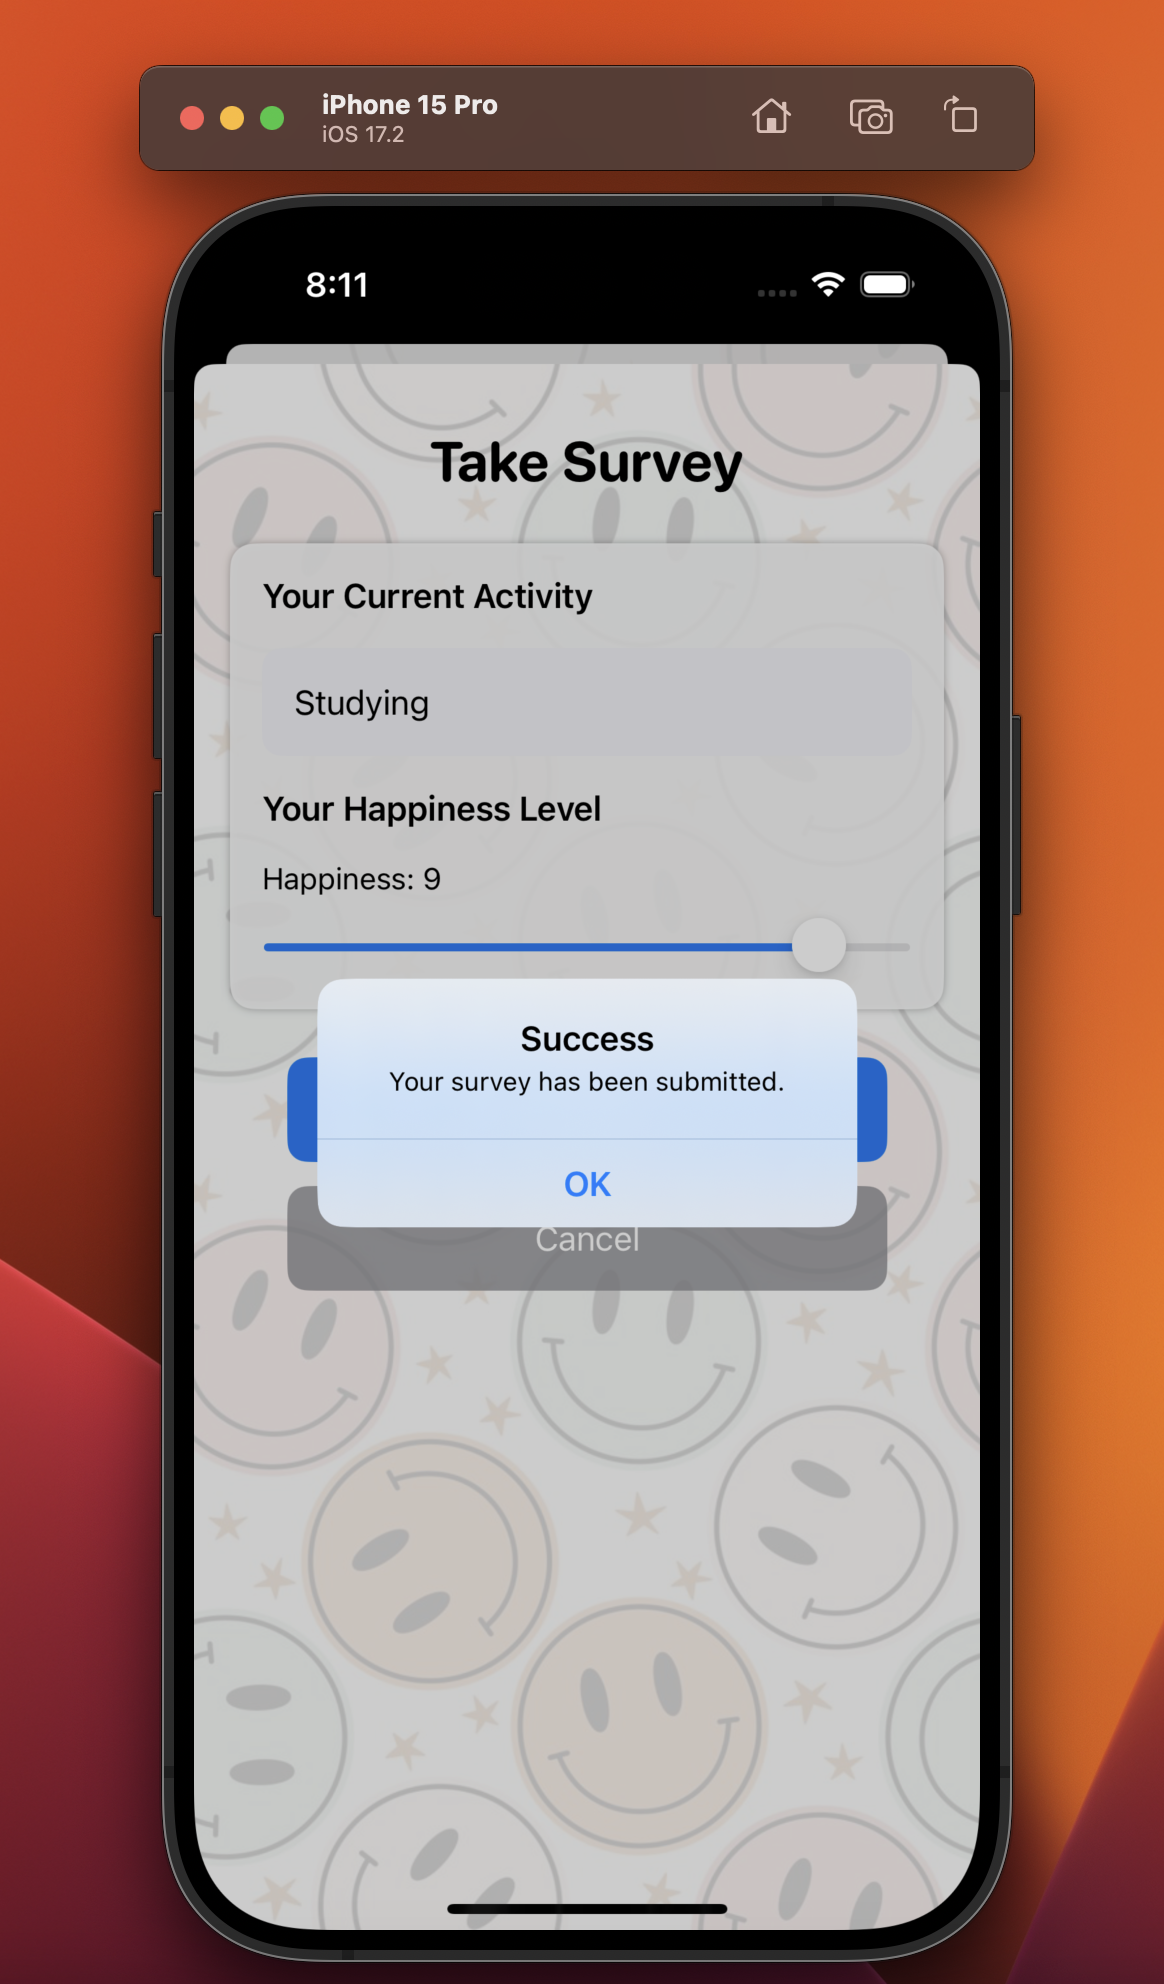 iPhone 15 Pro
iOS 17.2
8:11
Take Survey
Your Current Activity
Studying
Your Happiness Level
Happiness: 9
Success
Your survey has been submitted.
OK
Cancel